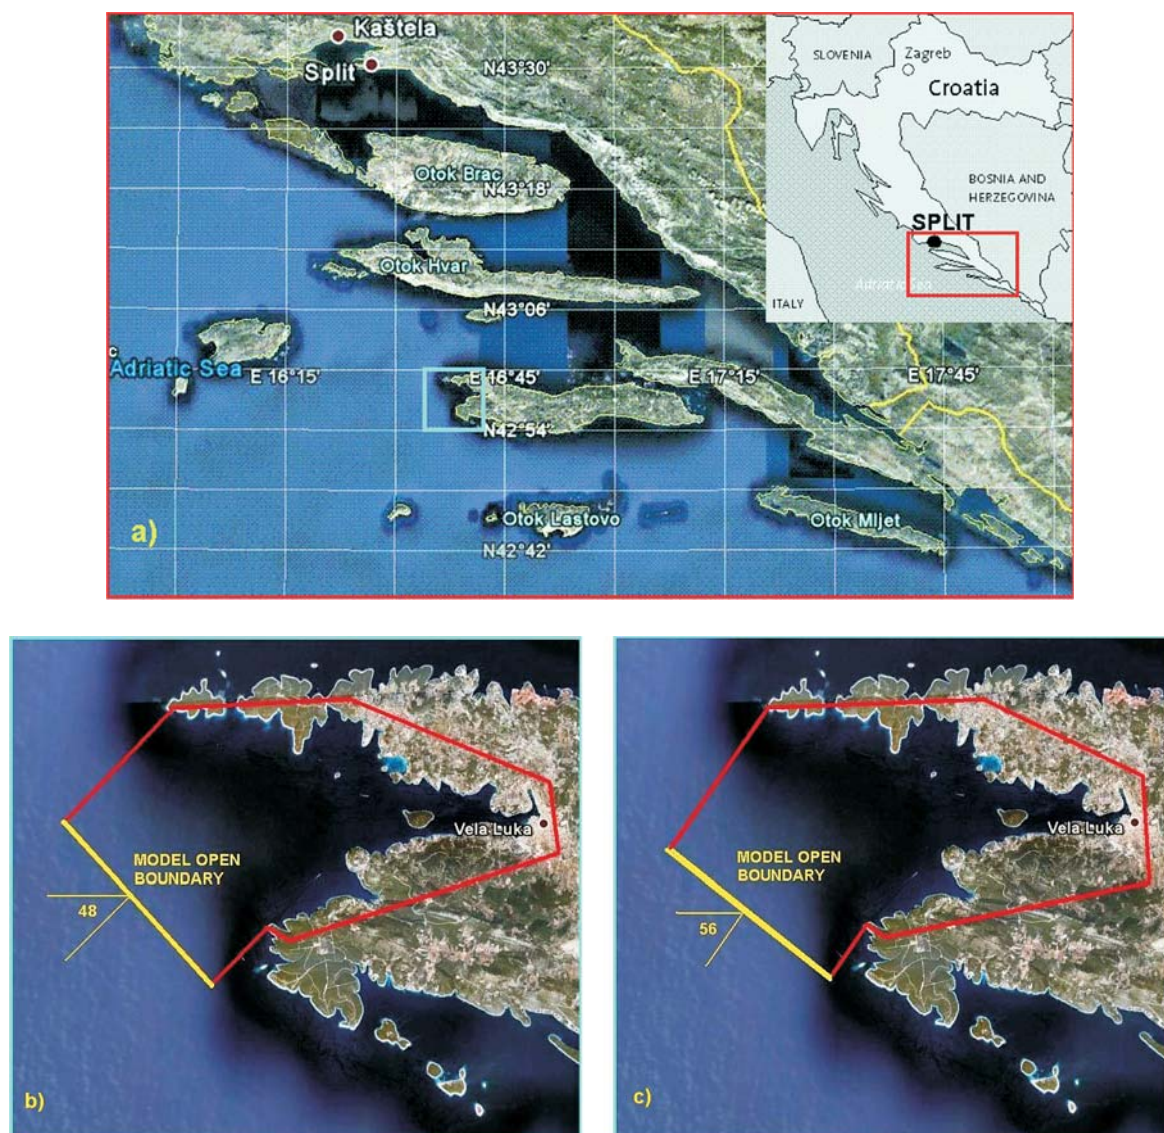 Kaštela
Split
N43°30'
Otok Brac
N43°18'
Otok Hvar
N43°06'
c
Adriatic Sea
E 16°15'
E 16°45'
E 17°15'
E 17°45'
N42°54'
Otok Lastovo
Otok Mljet
N42°42'
a)
SLOVENIA
Zagreb
Croatia
BOSNIA AND
HERZEGOVINA
SPLIT
Adriatic Sea
ITALY
MODEL OPEN
BOUNDARY
48
Vela Luka
b)
MODEL OPEN
BOUNDARY
56
Vela Luka
c)